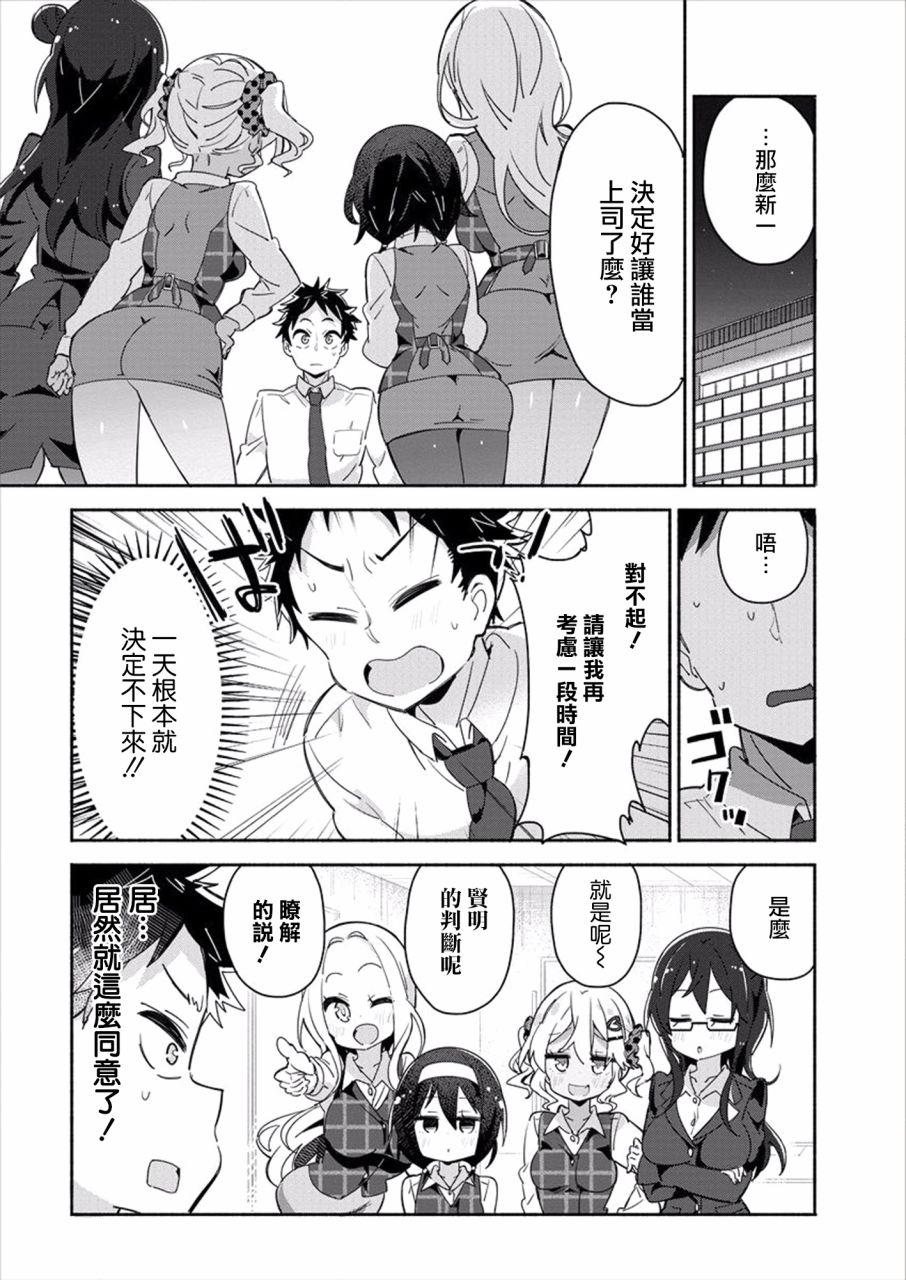 …那麼新一
決定好讓誰當
上司了麼?
唔…
ゴクッ
對不起!
請讓我再
考慮一段時間!
ばっ
一天根本就
決定不下來!!
是麼
就是呢~
賢明
的判斷呢
瞭解
的說!
居…
居然就這麼同意了!